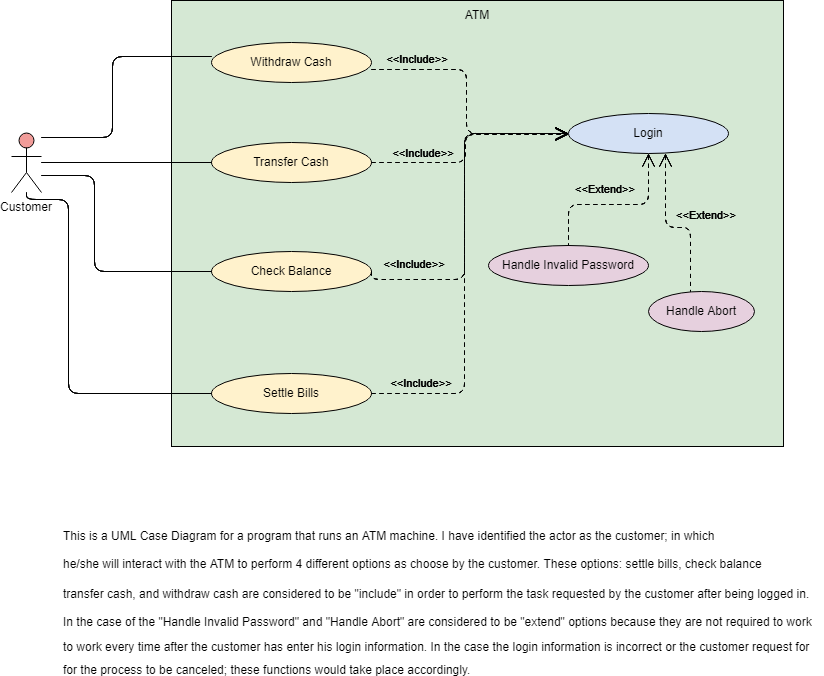 ATM
Withdraw Cash
<<Include>>
Login
Transfer Cash
<<Include>>
<<Extend>>
Customer
<<Extend>>
Check Balance
<<Include>>
Handle Invalid Password
Handle Abort
Settle Bills
<<Include>>
This is a UML Case Diagram for a program that runs an ATM machine. I have identified the actor as the customer; in which
he/she will interact with the ATM to perform 4 different options as choose by the customer. These options: settle bills, check balance
transfer cash, and withdraw cash are considered to be "include" in order to perform the task requested by the customer after being logged in.
In the case of the "Handle Invalid Password" and "Handle Abort" are considered to be "extend" options because they are not required to work
to work every time after the customer has enter his login information. In the case the login information is incorrect or the customer request for
for the process to be canceled; these functions would take place accordingly.